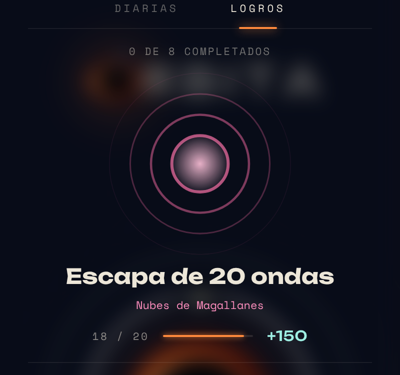 DIARIAS LOGROS
0 DE 8 COMPLETADOS
Escapa de 20 ondas
Nubes de Magallanes
18 / 20 +150